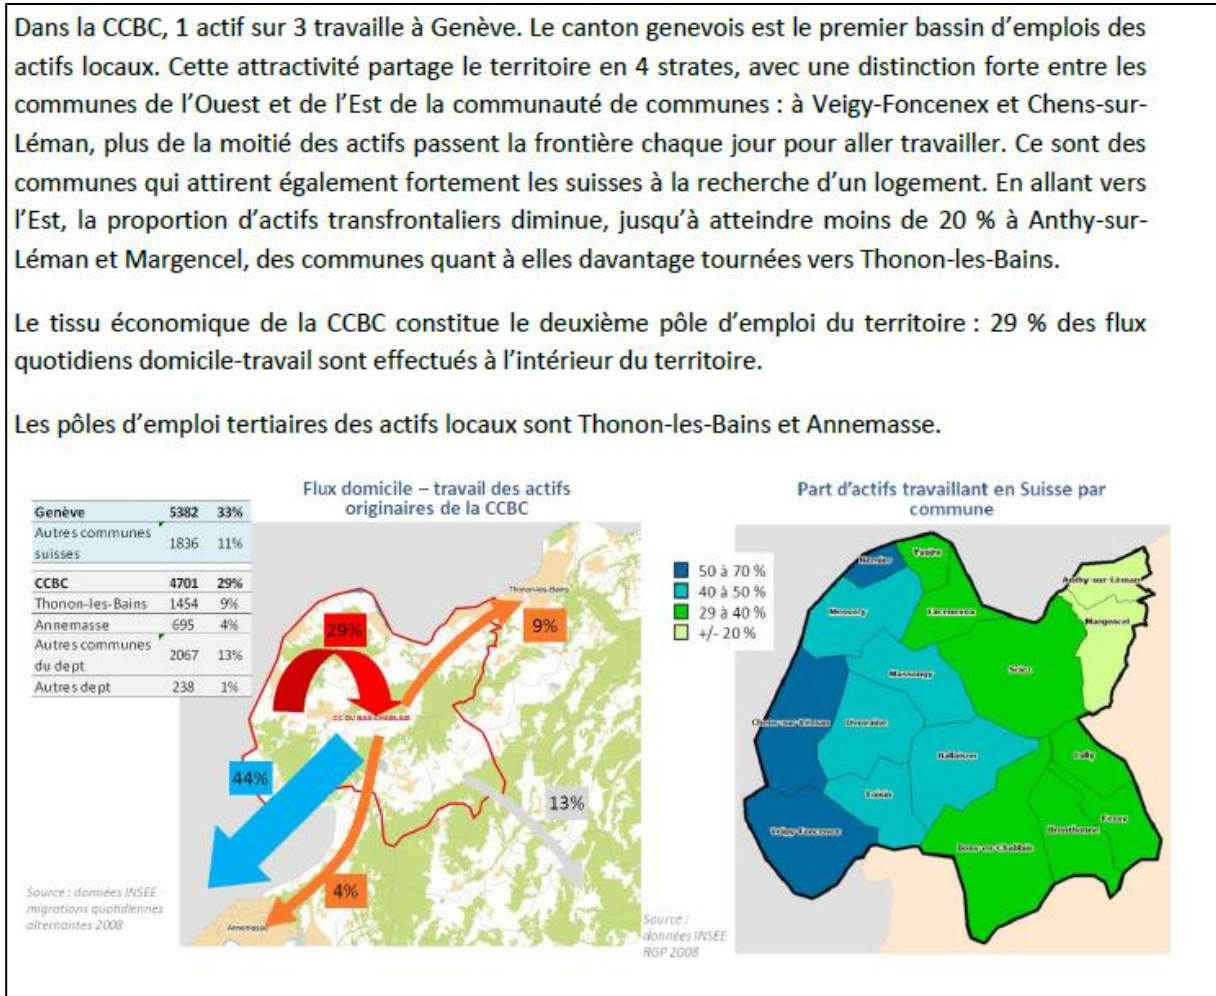 Dans la CCBC, 1 actif sur 3 travaille à Genève. Le canton genevois est le premier bassin d'emplois des
actifs locaux. Cette attractivité partage le territoire en 4 strates, avec une distinction forte entre les
communes de l'Ouest et de l'Est de la communauté de communes : à Veigy-Foncenex et Chens-sur-
Léman, plus de la moitié des actifs passent la frontière chaque jour pour aller travailler. Ce sont des
communes qui attirent également fortement les suisses à la recherche d'un logement. En allant vers
l'Est, la proportion d'actifs transfrontaliers diminue, jusqu'à atteindre moins de 20 % à Anthy-sur-
Léman et Margencel, des communes quant à elles davantage tournées vers Thonon-les-Bains.
Le tissu économique de la CCBC constitue le deuxième pôle d'emploi du territoire : 29 % des flux
quotidiens domicile-travail sont effectués à l'intérieur du territoire.
Les pôles d'emploi tertiaires des actifs locaux sont Thonon-les-Bains et Annemasse.
Flux domicile – travail des actifs
originaires de la CCBC
Genève 5382 33%
Autres communes
suisses 1836 11%
CCBC 4701 29%
Thonon-les-Bains 1454 9%
Annemasse 695 4%
Autres communes
du dept 2067 13%
Autres dept 238 1%
Thonon-les-Bains
29%
9%
CC DU BAS-CHABLAIS
44%
13%
4%
Annemasse
Source : données INSEE
migrations quotidiennes
alternantes 2008
Part d'actifs travaillant en Suisse par
commune
50 à 70 %
40 à 50 %
29 à 40 %
+/- 20 %
Nernier
Yvoire
Anthy-sur-Léman
Messery
Excenevex
Margencel
Massongy
Sciez
Chens-sur-Léman
Douvaine
Ballaison
Lully
Loisin
Veigy-Foncenex
Fessy
Brenthonne
Bons-en-Chablais
Source :
données INSEE
RGP 2008